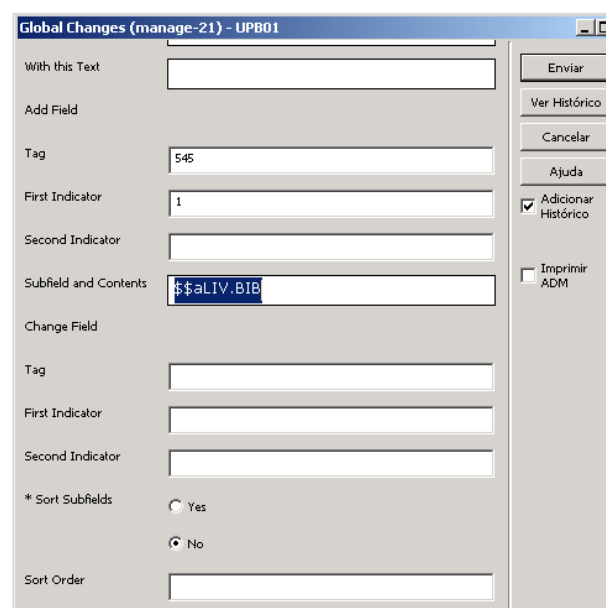 Global Changes (manage-21) - UPB01
With this Text
Enviar
Ver Histórico
Add Field
Cancelar
Tag
545
Ajuda
First Indicator
1
Adicionar
Histórico
Second Indicator
Imprimir
ADM
Subfield and Contents
$$aLIV.BIB
Change Field
Tag
First Indicator
Second Indicator
* Sort Subfields
Yes
No
Sort Order